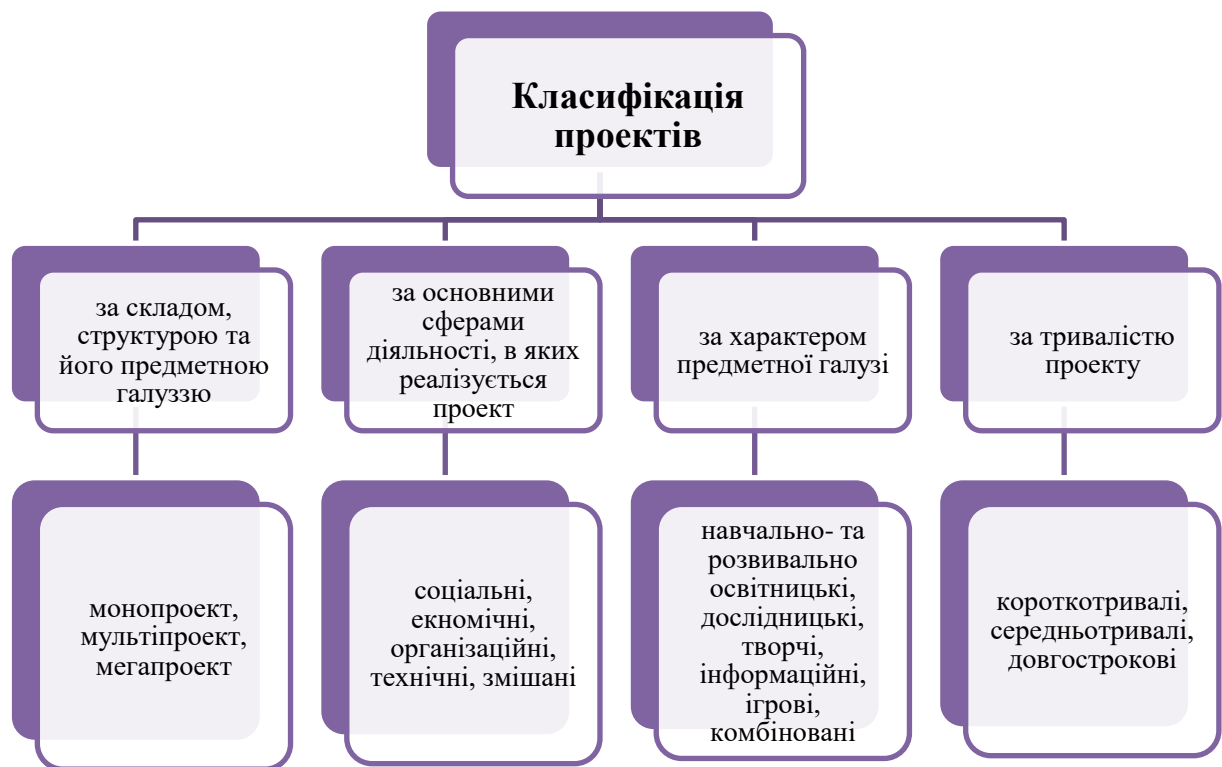 Класифікація
проектів
за складом,
структурою та
його предметною
галуззю
за основними
сферами
діяльності, в яких
реалізується
проект
за характером
предметної галузі
за тривалістю
проекту
монопроект,
мультіпроект,
мегапроект
соціальні,
екномічні,
організаційні,
технічні, змішані
навчально- та
розвивально
освітницькі,
дослідницькі,
творчі,
інформаційні,
ігрові,
комбіновані
короткотривалі,
середньотривалі,
довгострокові